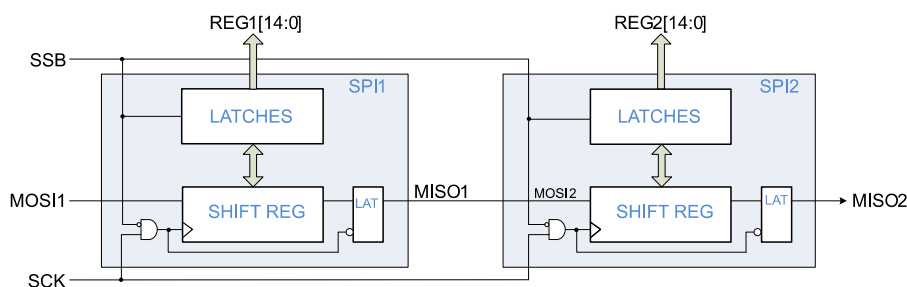 REG1[14:0]
REG2[14:0]
SSB
SPI1
SPI2
LATCHES
LATCHES
MOSI1
SHIFT REG
LAT
MISO1
MOSI2
SHIFT REG
LAT
MISO2
SCK